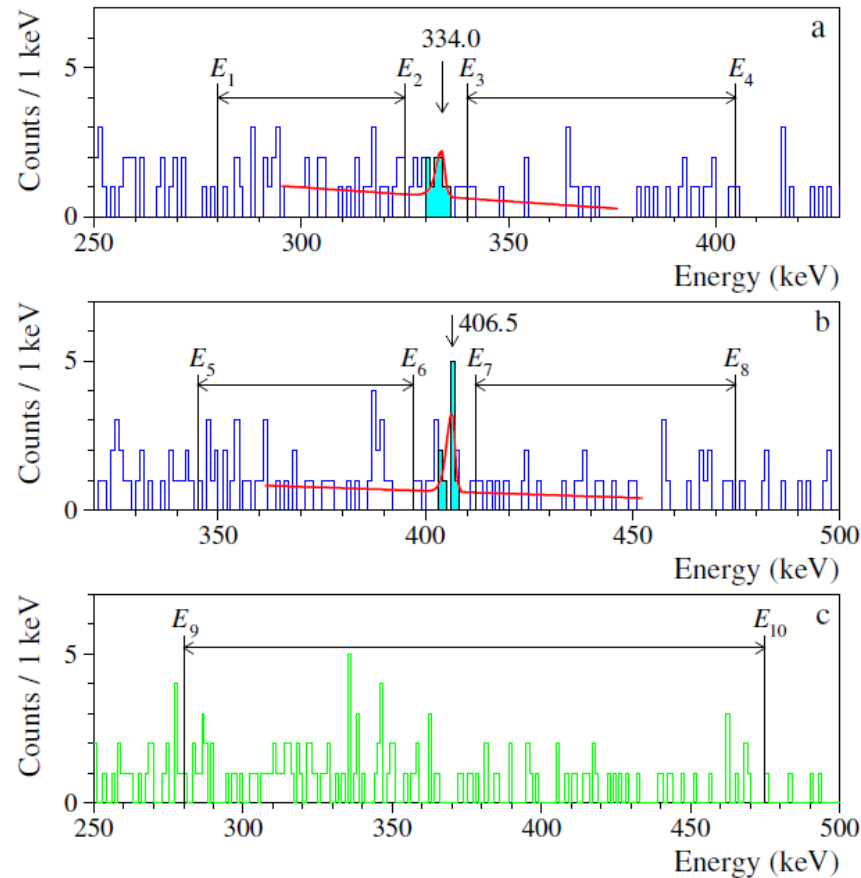 a
334.0
E1 E2 E3 E4
Counts / 1 keV
5
0
250 300 350 400
Energy (keV)
b
406.5
E5 E6 E7 E8
Counts / 1 keV
5
0
350 400 450 500
Energy (keV)
c
E9 E10
Counts / 1 keV
5
0
250 300 350 400 450 500
Energy (keV)